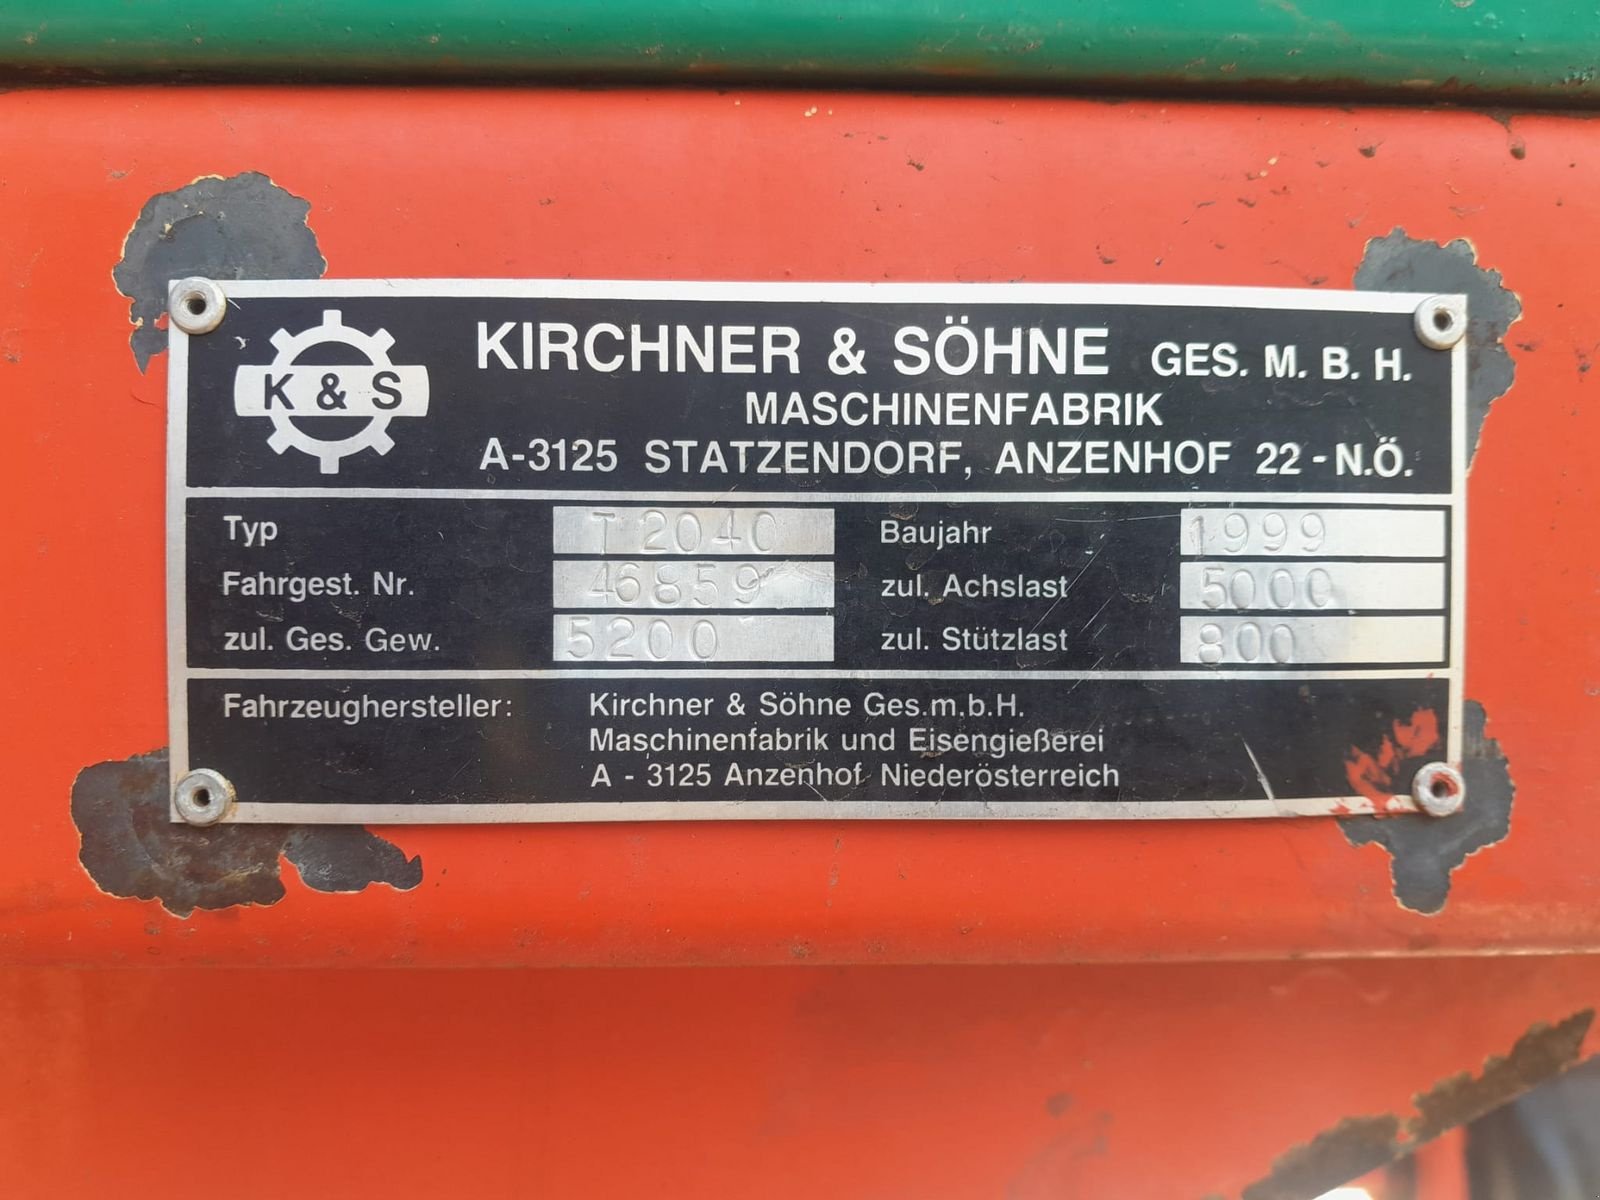 K & S
KIRCHNER & SÖHNE GES. M. B. H.
MASCHINENFABRIK
A-3125 STATZENDORF, ANZENHOF 22 - N.Ö.
Typ T 2040 Baujahr 1999
Fahrgest. Nr. 46859 zul. Achslast 5000
zul. Ges. Gew. 5200 zul. Stützlast 800
Fahrzeughersteller: Kirchner & Söhne Ges.m.b.H.
Maschinenfabrik und Eisengießerei
A - 3125 Anzenhof Niederösterreich